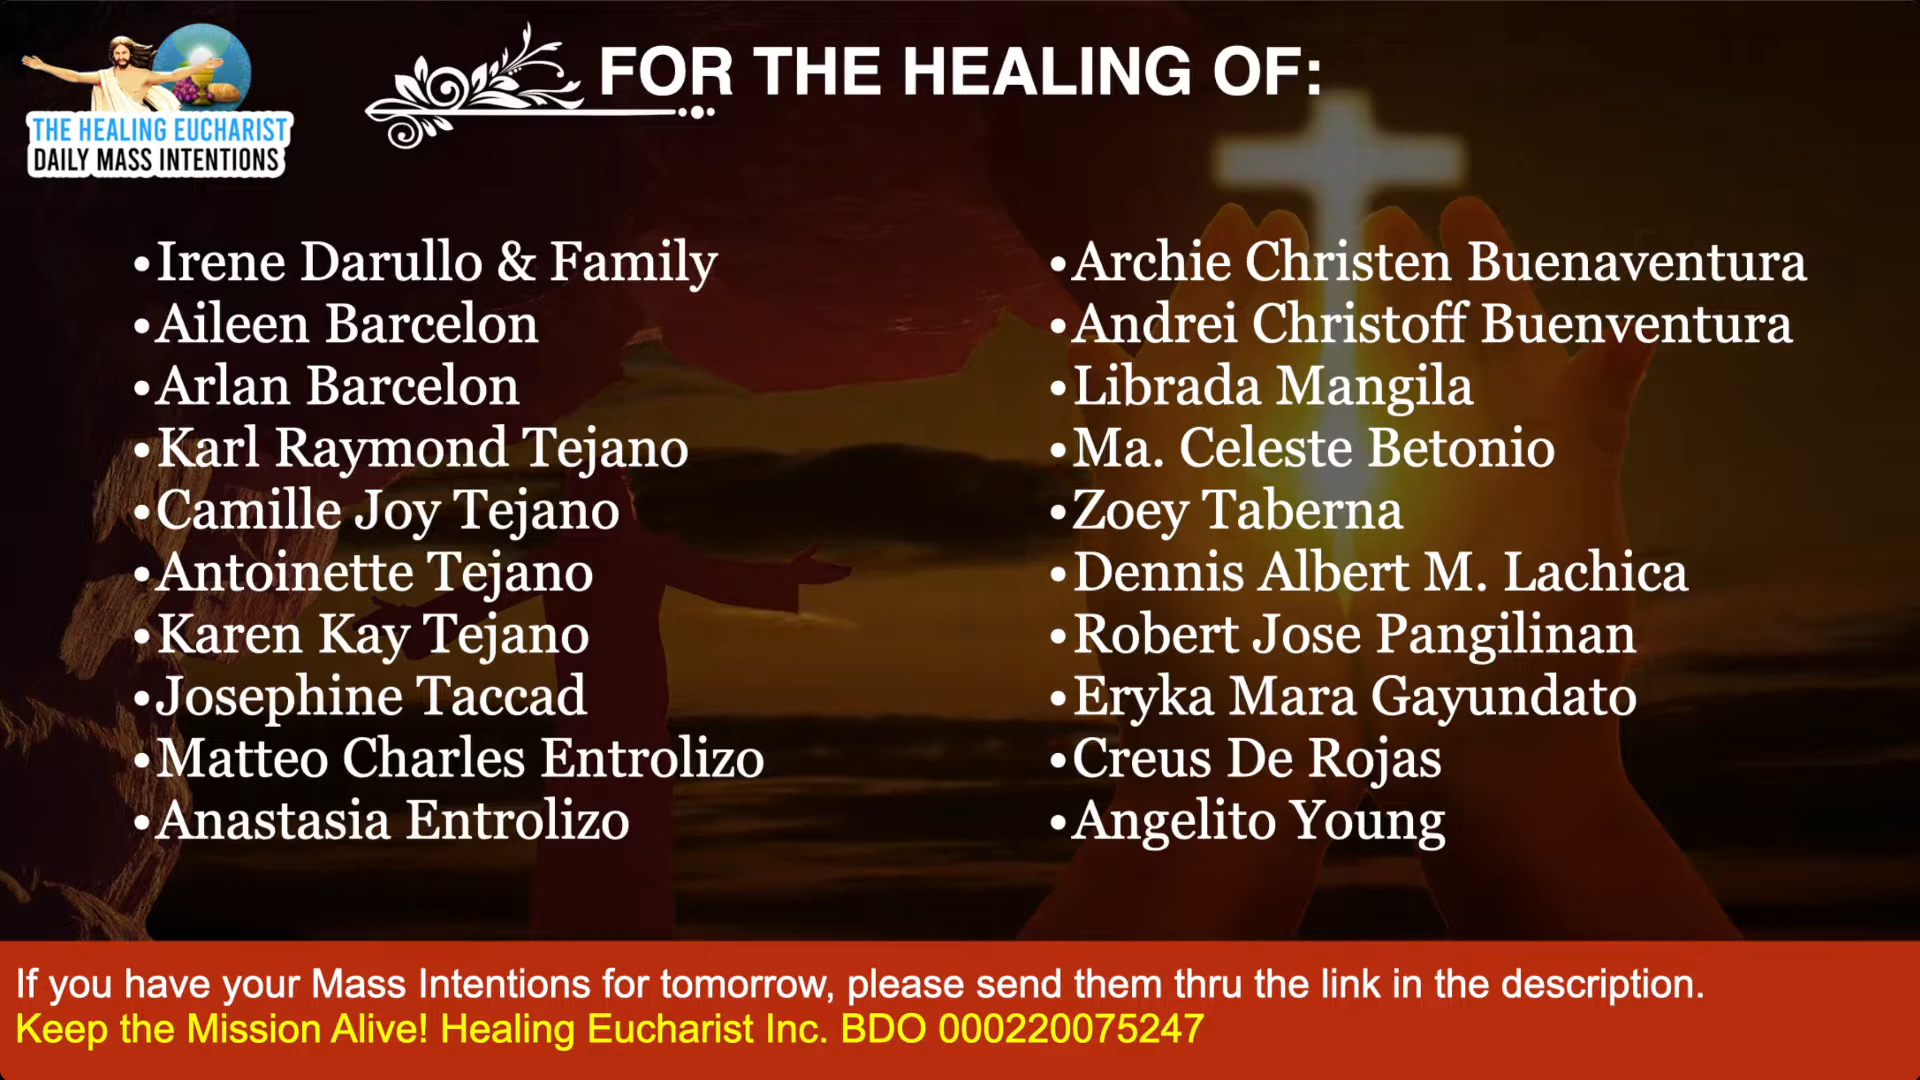 THE HEALING EUCHARIST
DAILY MASS INTENTIONS
FOR THE HEALING OF:
•Irene Darullo & Family
•Aileen Barcelon
•Arlan Barcelon
•Karl Raymond Tejano
•Camille Joy Tejano
•Antoinette Tejano
•Karen Kay Tejano
•Josephine Taccad
•Matteo Charles Entrolizo
•Anastasia Entrolizo
•Archie Christen Buenaventura
•Andrei Christoff Buenventura
•Librada Mangila
•Ma. Celeste Betonio
•Zoey Taberna
•Dennis Albert M. Lachica
•Robert Jose Pangilinan
•Eryka Mara Gayundato
•Creus De Rojas
•Angelito Young
If you have your Mass Intentions for tomorrow, please send them thru the link in the description.
Keep the Mission Alive! Healing Eucharist Inc. BDO 000220075247